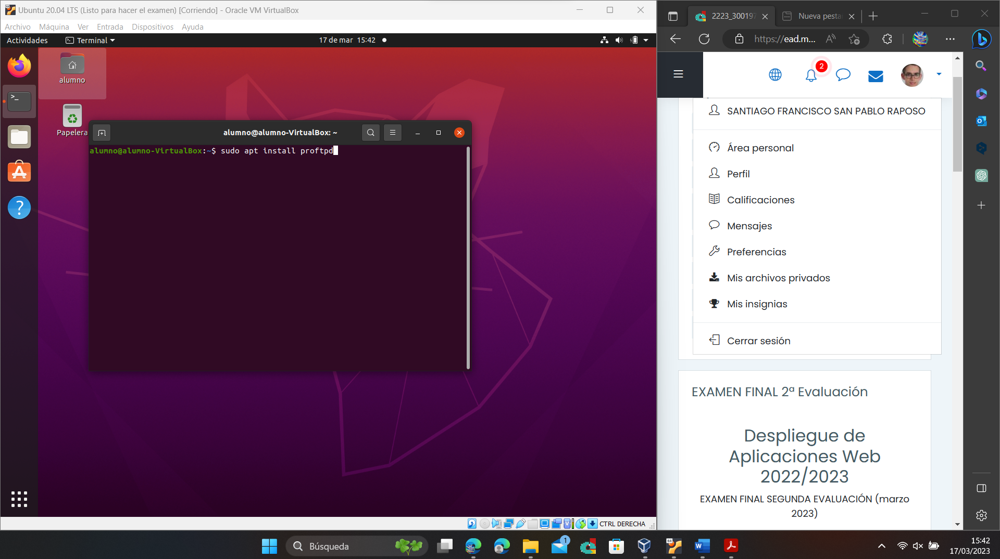 Ubuntu 20.04 LTS (Listo para hacer el examen) [Corriendo] - Oracle VM VirtualBox
Archivo Máquina Ver Entrada Dispositivos Ayuda
Actividades Terminal 17 de mar 15:42
alumno
Papelera
alumno@alumno-VirtualBox: ~
alumno@alumno-VirtualBox:~$ sudo apt install proftpd
CTRL DERECHA
2223_300197 Nueva pesta
https://ead.m...
2
SANTIAGO FRANCISCO SAN PABLO RAPOSO
Área personal
Perfil
Calificaciones
Mensajes
Preferencias
Mis archivos privados
Mis insignias
Cerrar sesión
EXAMEN FINAL 2ª Evaluación
Despliegue de
Aplicaciones Web
2022/2023
EXAMEN FINAL SEGUNDA EVALUACIÓN (marzo
2023)
Búsqueda
1
64
15:42
17/03/2023